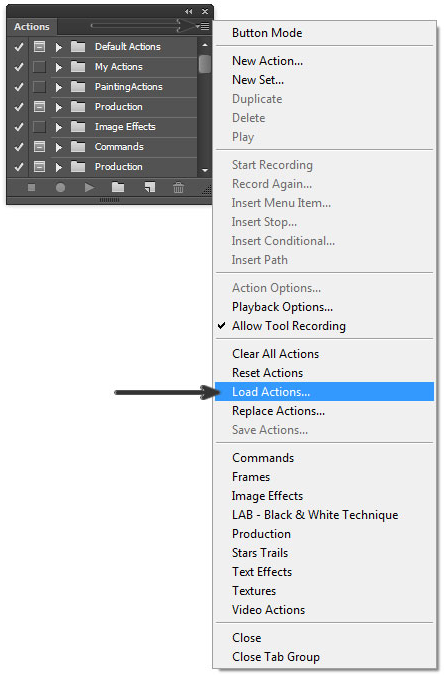 Actions
Default Actions
My Actions
PaintingActions
Production
Image Effects
Commands
Production
Button Mode
New Action...
New Set...
Duplicate
Delete
Play
Start Recording
Record Again...
Insert Menu Item...
Insert Stop...
Insert Conditional...
Insert Path
Action Options...
Playback Options...
Allow Tool Recording
Clear All Actions
Reset Actions
Load Actions...
Replace Actions...
Save Actions...
Commands
Frames
Image Effects
LAB - Black & White Technique
Production
Stars Trails
Text Effects
Textures
Video Actions
Close
Close Tab Group